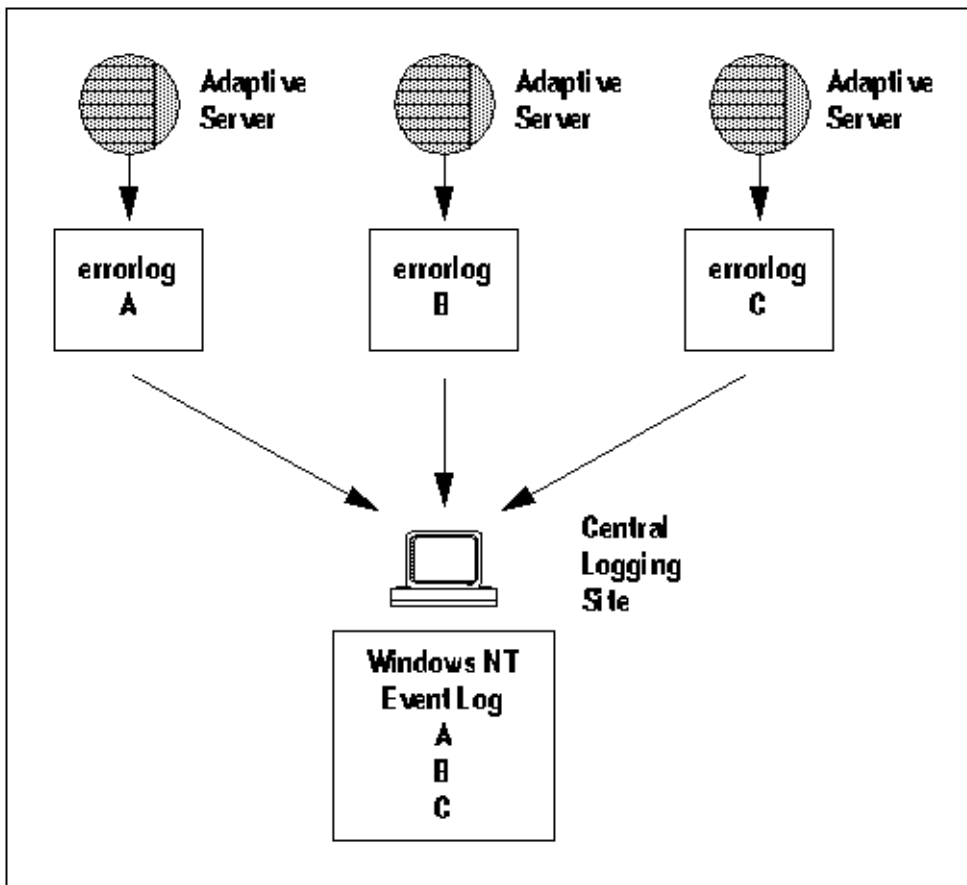 Adaptive
Server
Adaptive
Server
Adaptive
Server
errorlog
A
errorlog
B
errorlog
C
Central
Logging
Site
Windows NT
Event Log
A
B
C